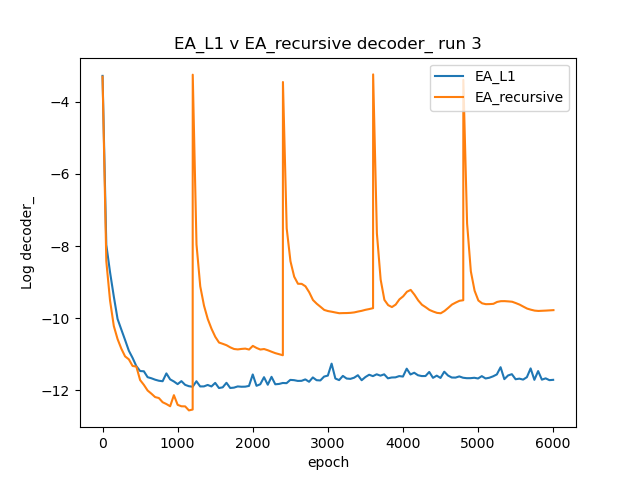 EA_L1 v EA_recursive decoder_ run 3
EA_L1
EA_recursive
Log decoder_
−4
−6
−8
−10
−12
0 1000 2000 3000 4000 5000 6000
epoch